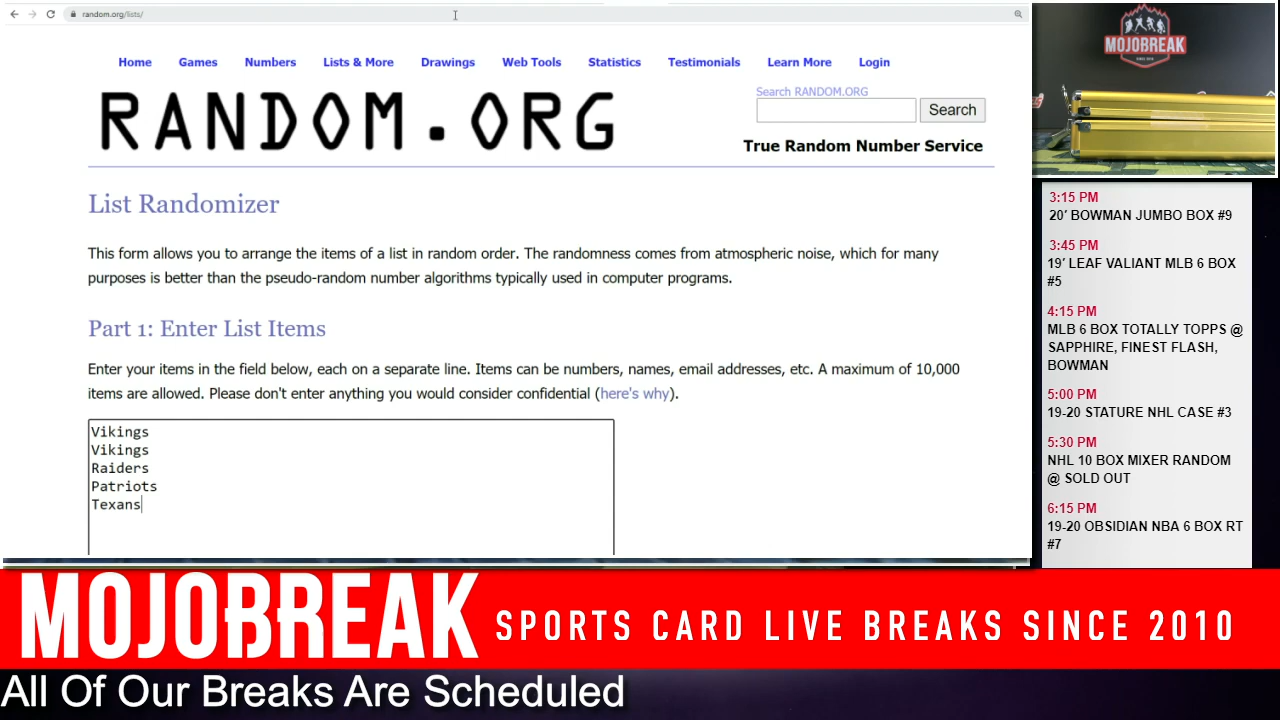 random.org/lists/
Home Games Numbers Lists & More Drawings Web Tools Statistics Testimonials Learn More Login
RANDOM.ORG
Search RANDOM.ORG
Search
True Random Number Service
List Randomizer
This form allows you to arrange the items of a list in random order. The randomness comes from atmospheric noise, which for many
purposes is better than the pseudo-random number algorithms typically used in computer programs.
Part 1: Enter List Items
Enter your items in the field below, each on a separate line. Items can be numbers, names, email addresses, etc. A maximum of 10,000
items are allowed. Please don't enter anything you would consider confidential (here's why).
Vikings
Vikings
Raiders
Patriots
Texans
MOJOBREAK
3:15 PM
20' BOWMAN JUMBO BOX #9
3:45 PM
19' LEAF VALIANT MLB 6 BOX
#5
4:15 PM
MLB 6 BOX TOTALLY TOPPS @
SAPPHIRE, FINEST FLASH,
BOWMAN
5:00 PM
19-20 STATURE NHL CASE #3
5:30 PM
NHL 10 BOX MIXER RANDOM
@ SOLD OUT
6:15 PM
19-20 OBSIDIAN NBA 6 BOX RT
#7
MOJOBREAK SPORTS CARD LIVE BREAKS SINCE 2010
All Of Our Breaks Are Scheduled